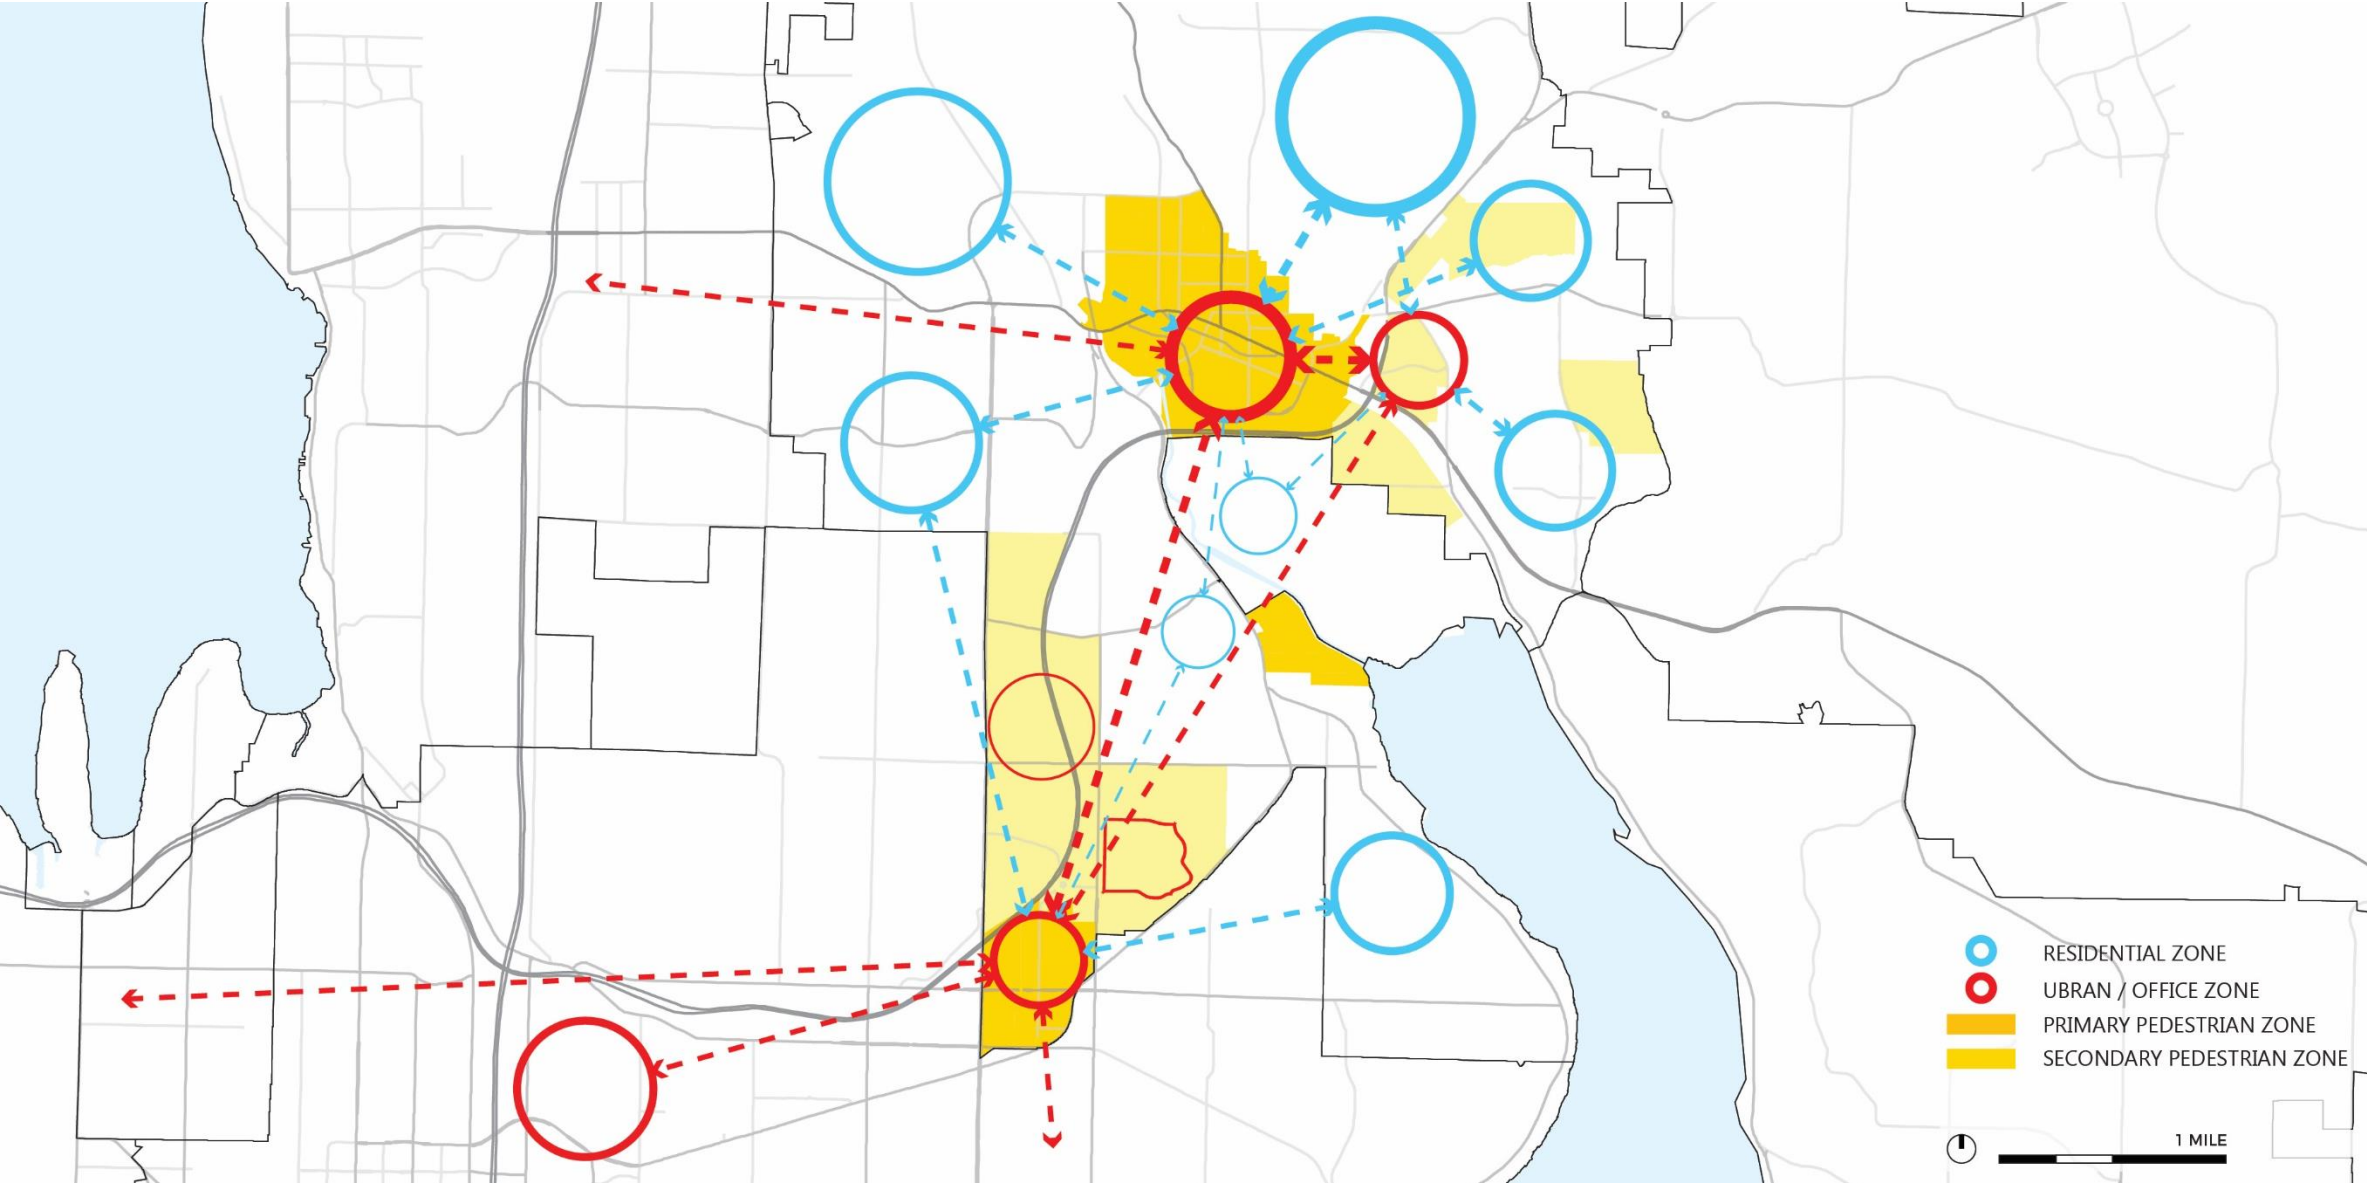 RESIDENTIAL ZONE
UBRAN / OFFICE ZONE
PRIMARY PEDESTRIAN ZONE
SECONDARY PEDESTRIAN ZONE
1 MILE